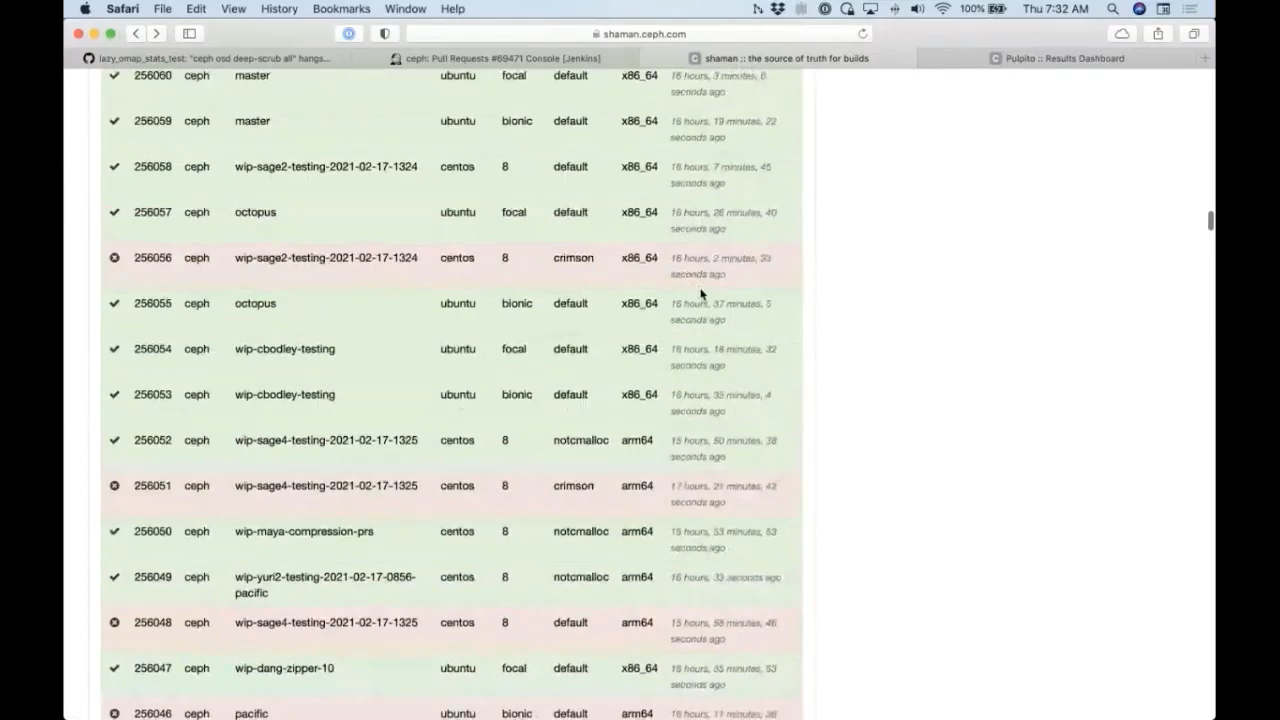 Safari File Edit View History Bookmarks Window Help 100% Thu 7:32 AM
shaman.ceph.com
lazy_omap_stats_test: "ceph osd deep-scrub all" hangs... ceph: Pull Requests #69471 Console [Jenkins] shaman :: the source of truth for builds Pulpito :: Results Dashboard
256060 ceph master ubuntu focal default x86_64 16 hours, 3 minutes, 6
seconds ago
256059 ceph master ubuntu bionic default x86_64 16 hours, 19 minutes, 22
seconds ago
256058 ceph wip-sage2-testing-2021-02-17-1324 centos 8 default x86_64 16 hours, 7 minutes, 45
seconds ago
256057 ceph octopus ubuntu focal default x86_64 16 hours, 26 minutes, 40
seconds ago
256056 ceph wip-sage2-testing-2021-02-17-1324 centos 8 crimson x86_64 16 hours, 2 minutes, 33
seconds ago
256055 ceph octopus ubuntu bionic default x86_64 16 hours, 37 minutes, 5
seconds ago
256054 ceph wip-cbodley-testing ubuntu focal default x86_64 16 hours, 18 minutes, 32
seconds ago
256053 ceph wip-cbodley-testing ubuntu bionic default x86_64 16 hours, 35 minutes, 4
seconds ago
256052 ceph wip-sage4-testing-2021-02-17-1325 centos 8 notcmalloc arm64 15 hours, 50 minutes, 38
seconds ago
256051 ceph wip-sage4-testing-2021-02-17-1325 centos 8 crimson arm64 17 hours, 21 minutes, 42
seconds ago
256050 ceph wip-maya-compression-prs centos 8 notcmalloc arm64 15 hours, 53 minutes, 53
seconds ago
256049 ceph wip-yuri2-testing-2021-02-17-0856- centos 8 notcmalloc arm64 16 hours, 33 seconds ago
pacific
256048 ceph wip-sage4-testing-2021-02-17-1325 centos 8 default arm64 15 hours, 58 minutes, 46
seconds ago
256047 ceph wip-dang-zipper-10 ubuntu focal default x86_64 16 hours, 35 minutes, 53
seconds ago
256046 ceph pacific ubuntu bionic default arm64 16 hours, 11 minutes, 36